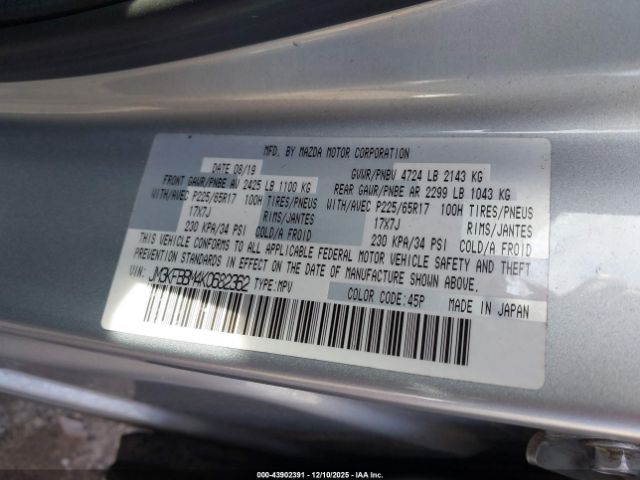 MFD. BY MAZDA MOTOR CORPORATION
DATE 08/19 GVWR/PNBV 4724 LB 2143 KG
FRONT GAWR/PNBE AV 2425 LB 1100 KG REAR GAWR/PNBE AR 2299 LB 1043 KG
WITH/AVEC P225/65R17 100H TIRES/PNEUS WITH/AVEC P225/65R17 100H TIRES/PNEUS
17X7J RIMS/JANTES 17X7J RIMS/JANTES
230 KPA/34 PSI COLD/A FROID 230 KPA/34 PSI COLD/A FROID
THIS VEHICLE CONFORMS TO ALL APPLICABLE FEDERAL MOTOR VEHICLE SAFETY AND THEFT
STANDARDS IN EFFECT ON THE DATE OF MANUFACTURE SHOWN ABOVE.
VIN: JM3KFBBM4K0682362 TYPE:MPV COLOR CODE:45P MADE IN JAPAN
000-43902391 - 12/10/2025 - IAAI.COM